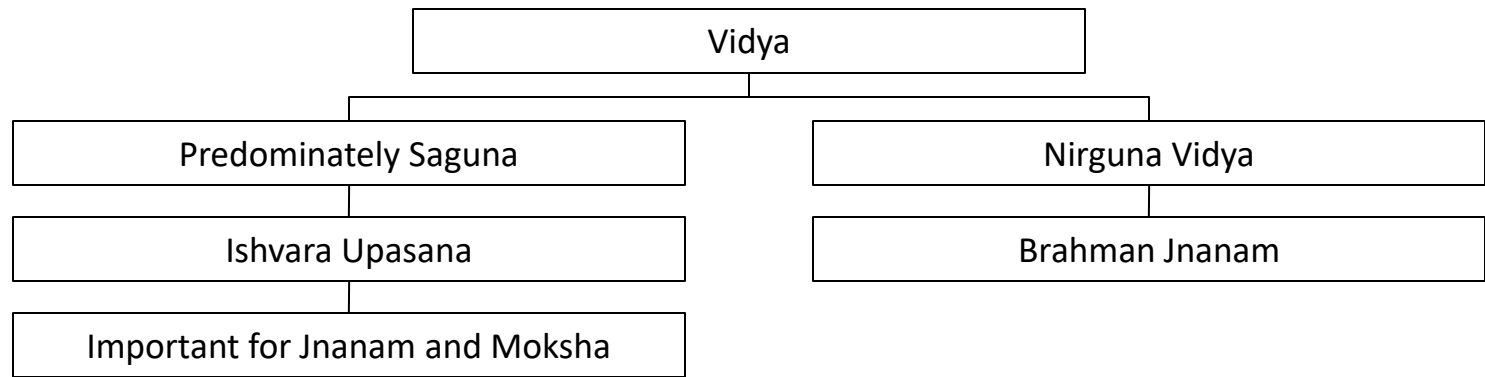 Vidya
Predominately Saguna
Nirguna Vidya
Ishvara Upasana
Brahman Jnanam
Important for Jnanam and Moksha